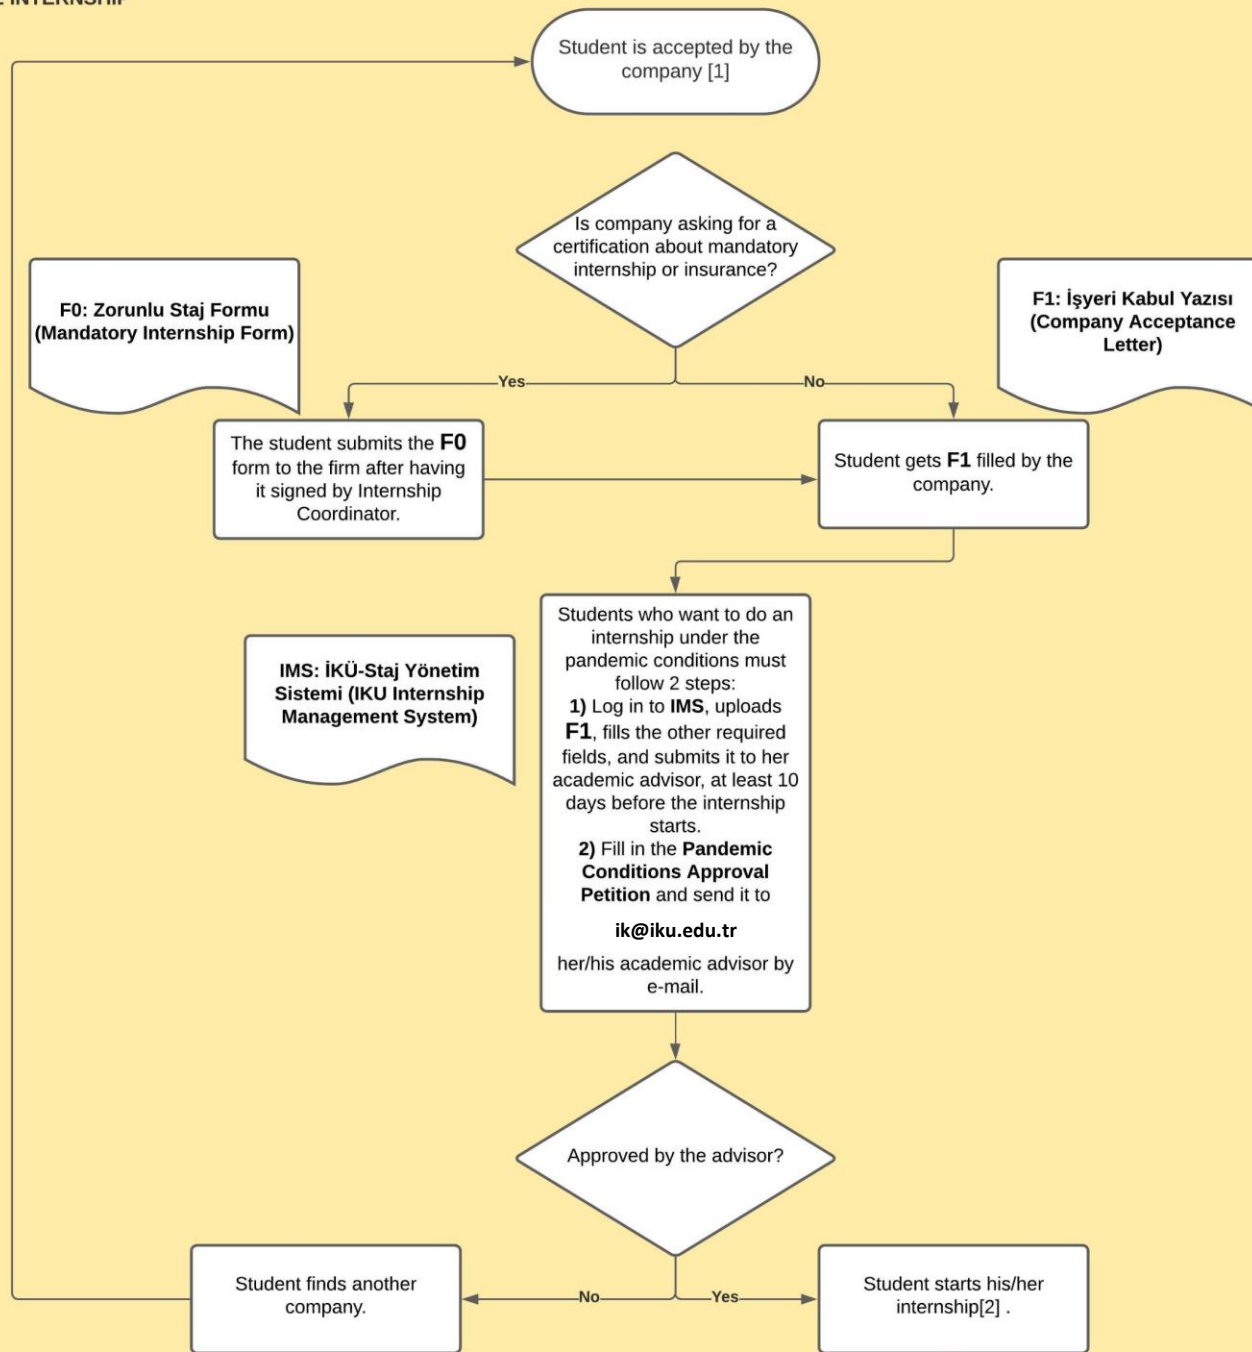 INTERNSHIP
Student is accepted by the
company [1]
Is company asking for a
certification about mandatory
internship or insurance?
F0: Zorunlu Staj Formu
(Mandatory Internship Form)
F1: İşyeri Kabul Yazısı
(Company Acceptance
Letter)
Yes
No
The student submits the F0
form to the firm after having
it signed by Internship
Coordinator.
Student gets F1 filled by the
company.
Students who want to do an
internship under the
pandemic conditions must
follow 2 steps:
1) Log in to IMS, uploads
F1, fills the other required
fields, and submits it to her
academic advisor, at least 10
days before the internship
starts.
2) Fill in the Pandemic
Conditions Approval
Petition and send it to
ik@iku.edu.tr
her/his academic advisor by
e-mail.
IMS: İKÜ-Staj Yönetim
Sistemi (IKU Internship
Management System)
Approved by the advisor?
No
Yes
Student finds another
company.
Student starts his/her
internship[2] .